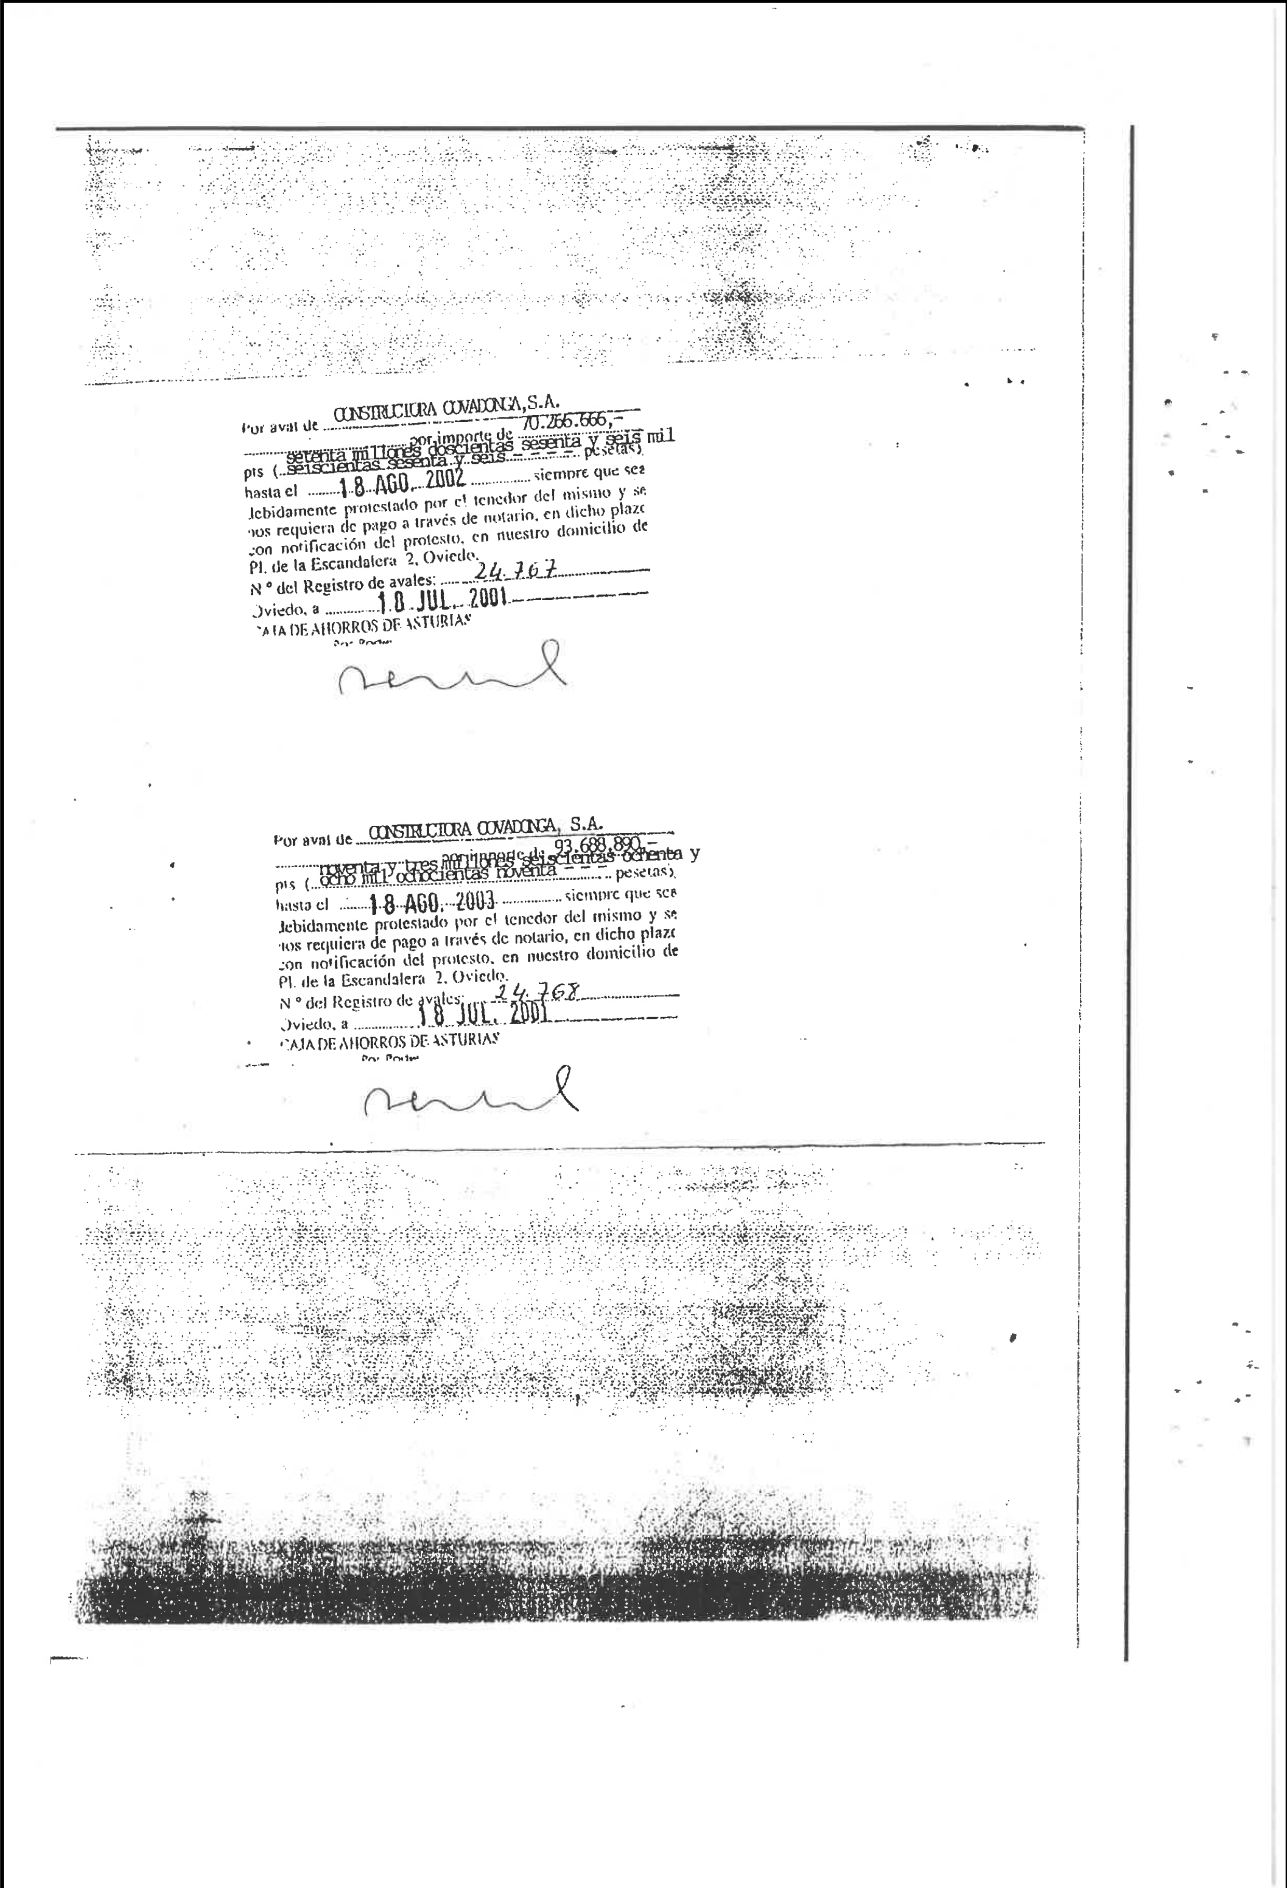 Por aval de CONSTRUCTORA COVADONGA, S.A.
por importe de 70.266.666,-
setenta millones doscientas sesenta y seis mil
pts (seiscientas sesenta y seis - - - - pesetas)
hasta el 18 AGO. 2002 siempre que sea
debidamente protestado por el tenedor del mismo y se
nos requiera de pago a través de notario, en dicho plazo
con notificación del protesto, en nuestro domicilio de
Pl. de la Escandalera 2, Oviedo.
Nº del Registro de avales: 24.767
Oviedo, a 18 JUL. 2001
CAJA DE AHORROS DE ASTURIAS
Por Poder
Por aval de CONSTRUCTORA COVADONGA, S.A.
por importe de 93.688.890,-
noventa y tres millones seiscientas ochenta y
pts (ocho mil ochocientas noventa - - - pesetas)
hasta el 18 AGO. 2003 siempre que sea
debidamente protestado por el tenedor del mismo y se
nos requiera de pago a través de notario, en dicho plazo
con notificación del protesto, en nuestro domicilio de
Pl. de la Escandalera 2, Oviedo.
Nº del Registro de avales: 24.768
Oviedo, a 18 JUL. 2001
CAJA DE AHORROS DE ASTURIAS
Por Poder